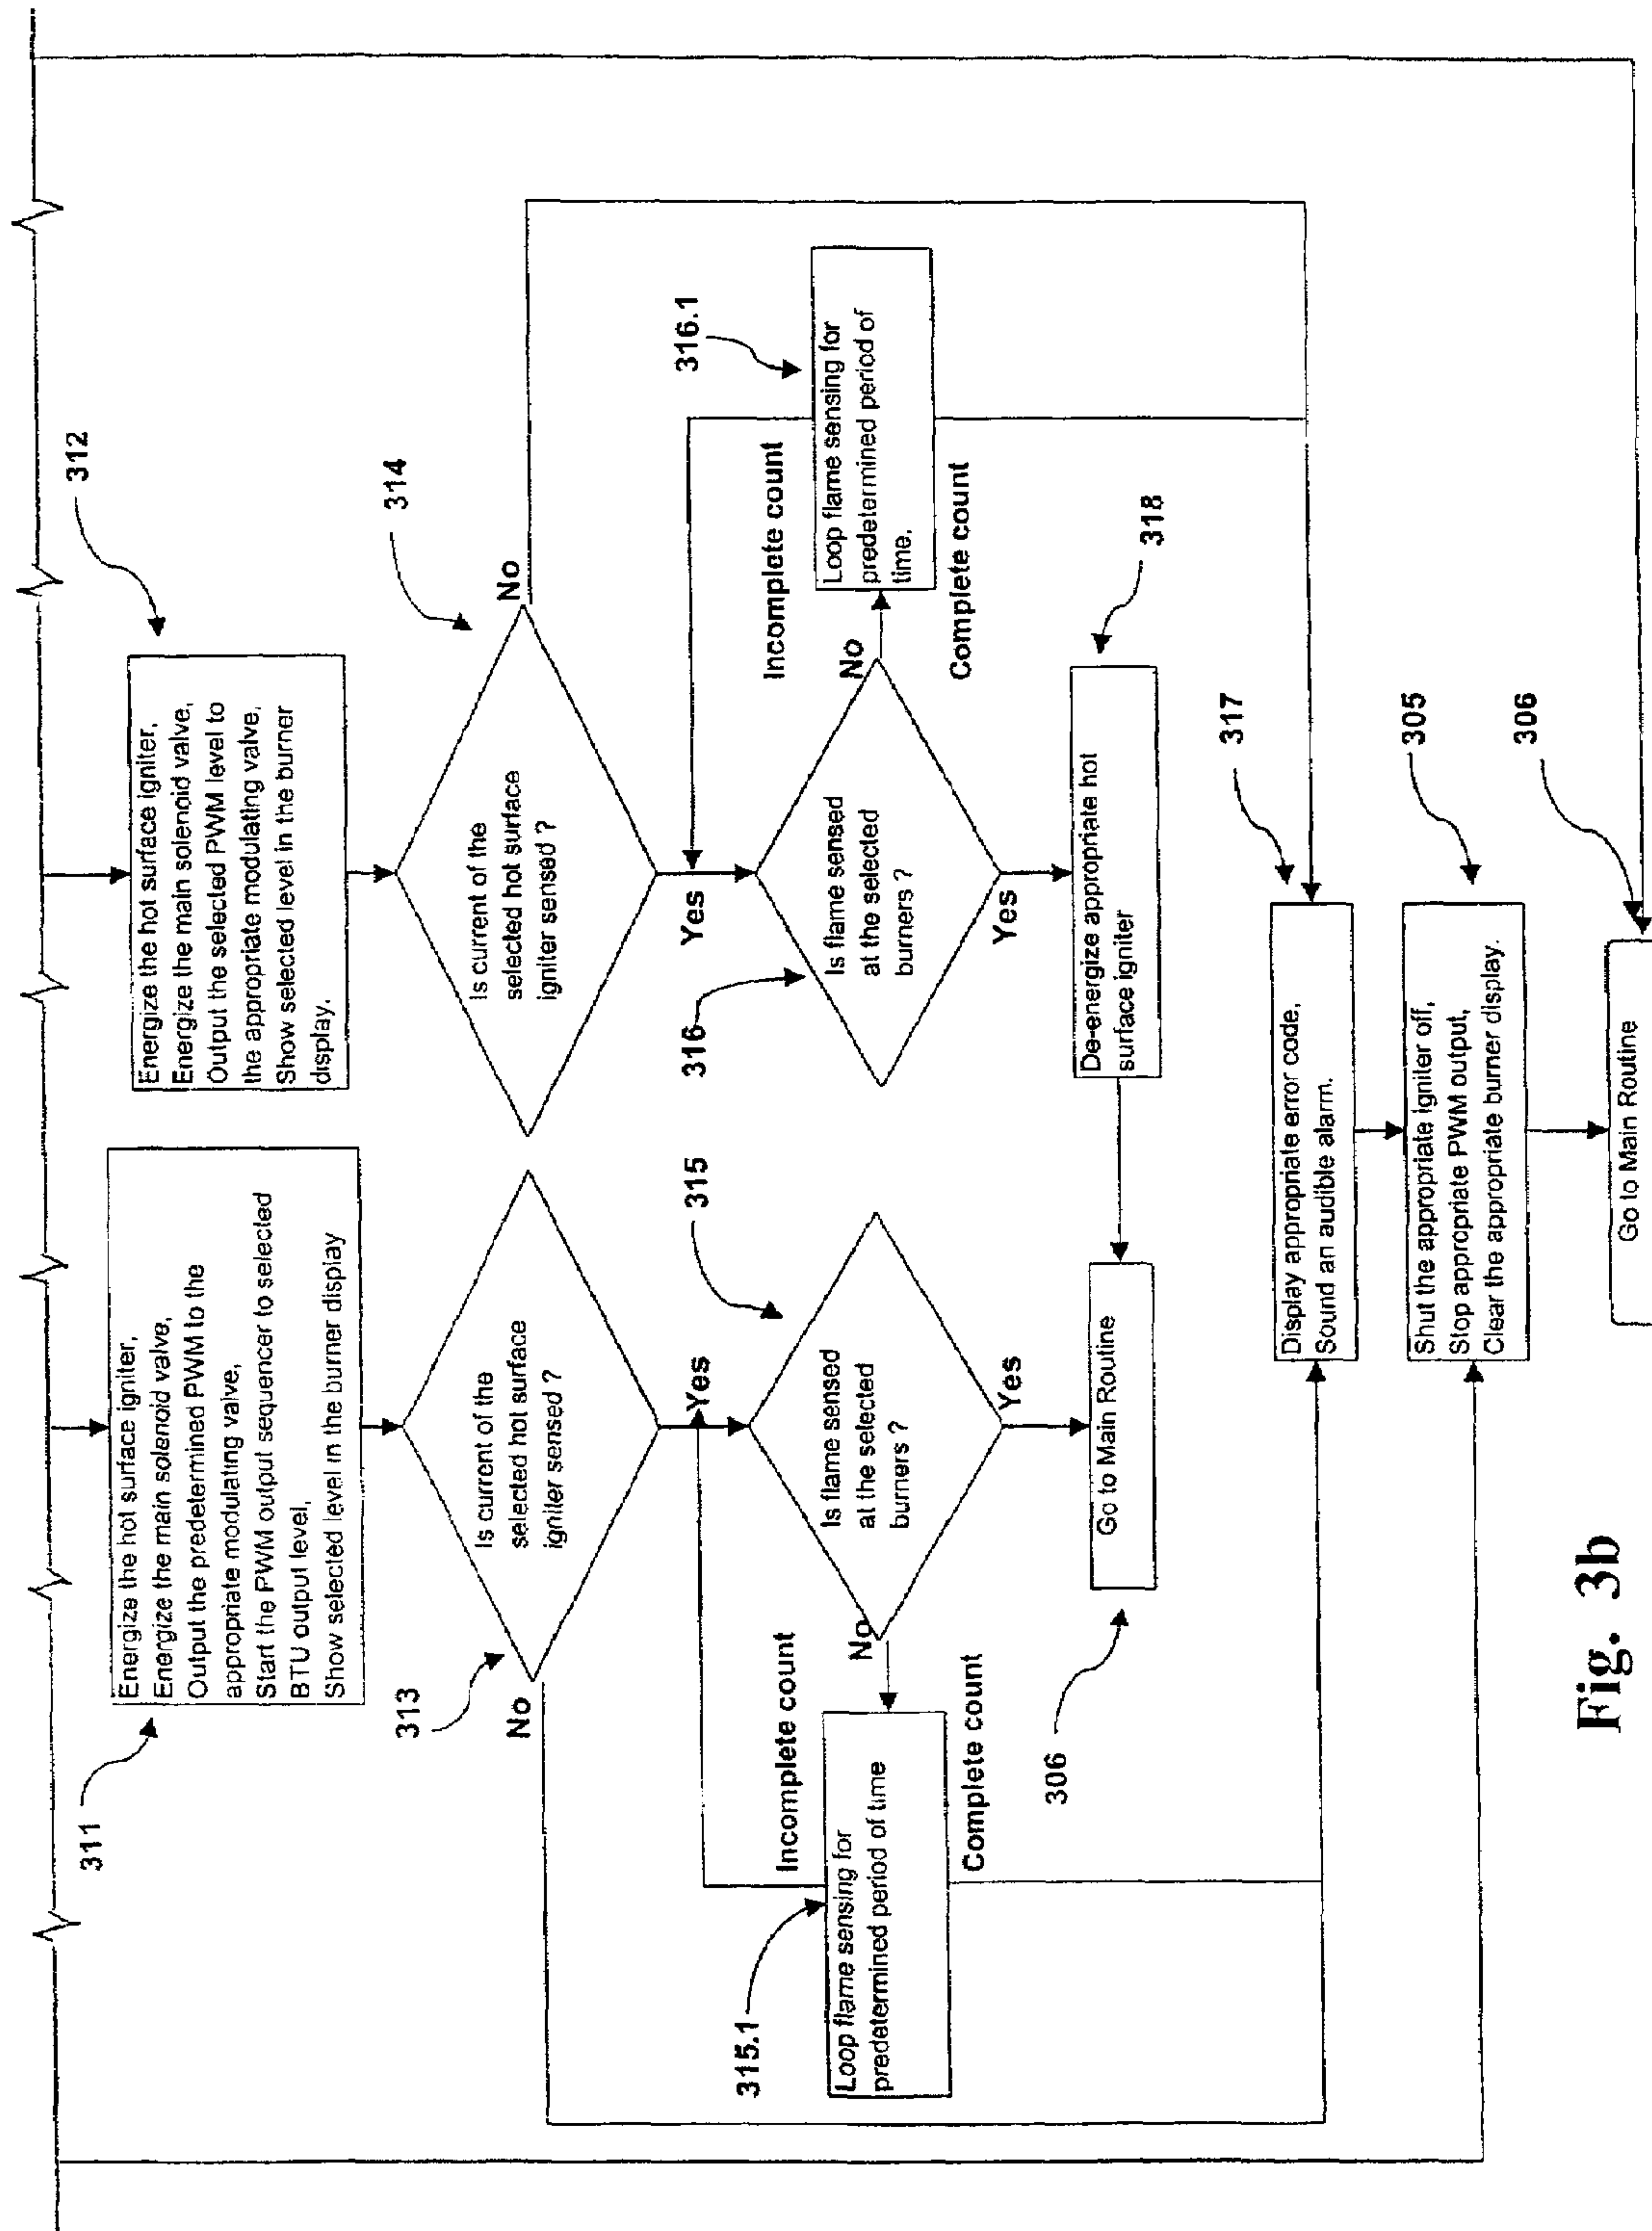 311
Energize the hot surface igniter,
Energize the main solenoid valve,
Output the predetermined PWM to the
appropriate modulating valve,
Start the PWM output sequencer to selected
BTU output level,
Show selected level in the burner display
312
Energize the hot surface igniter,
Energize the main solenoid valve,
Output the selected PWM level to
the appropriate modulating valve,
Show selected level in the burner
display.
313
No
Is current of the
selected hot surface
igniter sensed ?
Yes
314
No
Is current of the
selected hot surface
igniter sensed ?
Yes
315.1
Loop flame sensing for
predetermined period of time
Incomplete count
Complete count
No
315
Is flame sensed
at the selected
burners ?
Yes
316
Is flame sensed
at the selected
burners ?
No
Yes
Incomplete count
Complete count
316.1
Loop flame sensing for
predetermined period of
time.
306
Go to Main Routine
De-energize appropriate hot
surface igniter
318
317
Display appropriate error code,
Sound an audible alarm.
305
Shut the appropriate igniter off,
Stop appropriate PWM output,
Clear the appropriate burner display.
306
Go to Main Routine
Fig. 3b